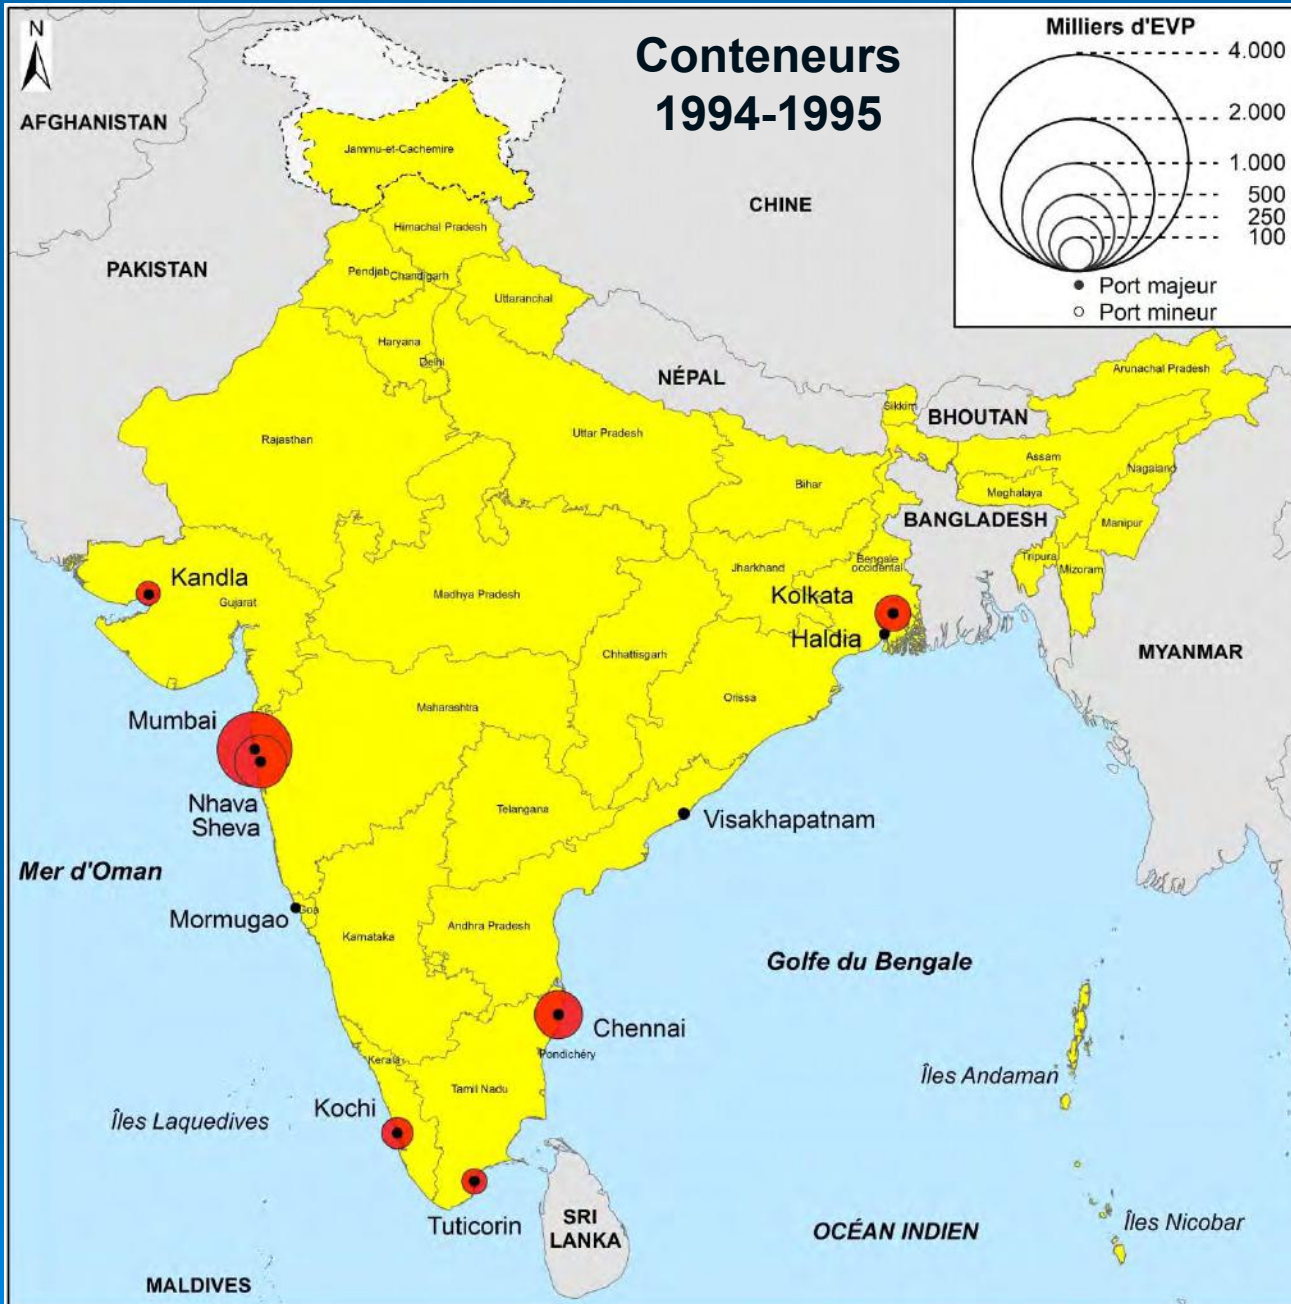 N
Conteneurs
1994-1995
Milliers d'EVP
4.000
2.000
1.000
500
250
100
Port majeur
Port mineur
AFGHANISTAN
Jammu-et-Cachemire
CHINE
Himachal Pradesh
PAKISTAN
Pendjab
Chandigarh
Uttaranchal
Haryana
Delhi
NÉPAL
Arunachal Pradesh
Sikkim
BHOUTAN
Rajasthan
Uttar Pradesh
Assam
Nagaland
Bihar
Meghalaya
BANGLADESH
Manipur
Tripura
Mizoram
Bengale
occidental
Jharkhand
Kandla
Gujarat
Madhya Pradesh
Kolkata
Haldia
Chhattisgarh
MYANMAR
Orissa
Maharashtra
Mumbai
Nhava
Sheva
Telangana
Visakhapatnam
Mer d'Oman
Mormugao
Goa
Karnataka
Andhra Pradesh
Golfe du Bengale
Chennai
Pondichéry
Kerala
Tamil Nadu
Îles Andaman
Kochi
Îles Laquedives
Tuticorin
SRI
LANKA
OCÉAN INDIEN
Îles Nicobar
MALDIVES